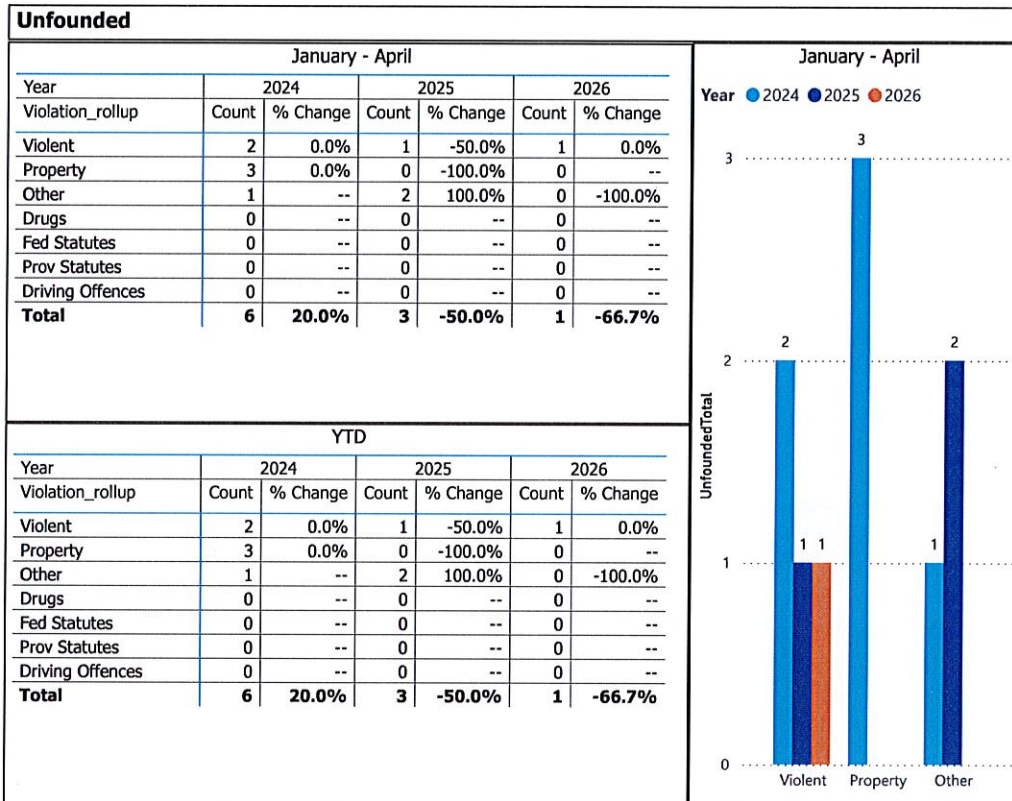 Unfounded
January - April
Year 2024 2025 2026
Violation_rollup Count % Change Count % Change Count % Change
Violent 2 0.0% 1 -50.0% 1 0.0%
Property 3 0.0% 0 -100.0% 0 --
Other 1 -- 2 100.0% 0 -100.0%
Drugs 0 -- 0 -- 0 --
Fed Statutes 0 -- 0 -- 0 --
Prov Statutes 0 -- 0 -- 0 --
Driving Offences 0 -- 0 -- 0 --
Total 6 20.0% 3 -50.0% 1 -66.7%
YTD
Year 2024 2025 2026
Violation_rollup Count % Change Count % Change Count % Change
Violent 2 0.0% 1 -50.0% 1 0.0%
Property 3 0.0% 0 -100.0% 0 --
Other 1 -- 2 100.0% 0 -100.0%
Drugs 0 -- 0 -- 0 --
Fed Statutes 0 -- 0 -- 0 --
Prov Statutes 0 -- 0 -- 0 --
Driving Offences 0 -- 0 -- 0 --
Total 6 20.0% 3 -50.0% 1 -66.7%
January - April
Year 2024 2025 2026
3
3
2 2
2
1 1 1
1
0
UnfoundedTotal
Violent Property Other